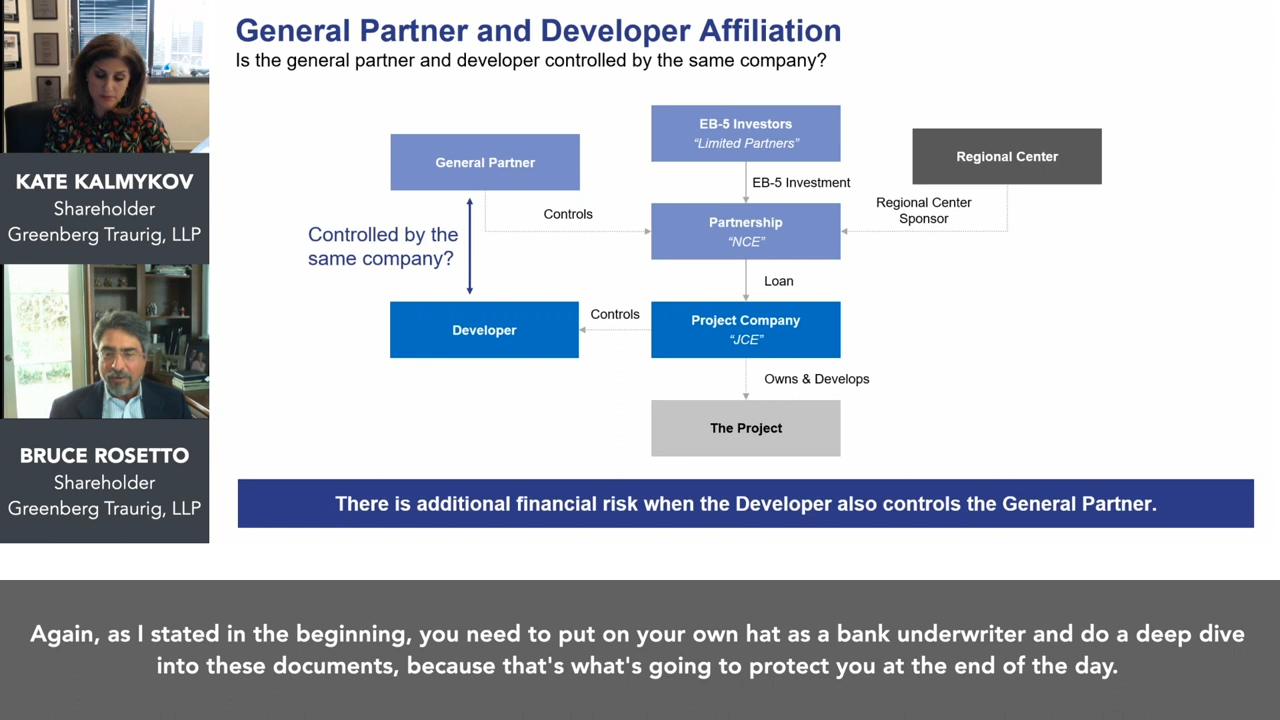 General Partner and Developer Affiliation
Is the general partner and developer controlled by the same company?
KATE KALMYKOV
Shareholder
Greenberg Traurig, LLP
BRUCE ROSETTO
Shareholder
Greenberg Traurig, LLP
EB-5 Investors
“Limited Partners”
General Partner
Regional Center
EB-5 Investment
Controls
Regional Center
Sponsor
Partnership
“NCE”
Controlled by the
same company?
Loan
Developer
Controls
Project Company
“JCE”
Owns & Develops
The Project
There is additional financial risk when the Developer also controls the General Partner.
Again, as I stated in the beginning, you need to put on your own hat as a bank underwriter and do a deep dive
into these documents, because that's what's going to protect you at the end of the day.